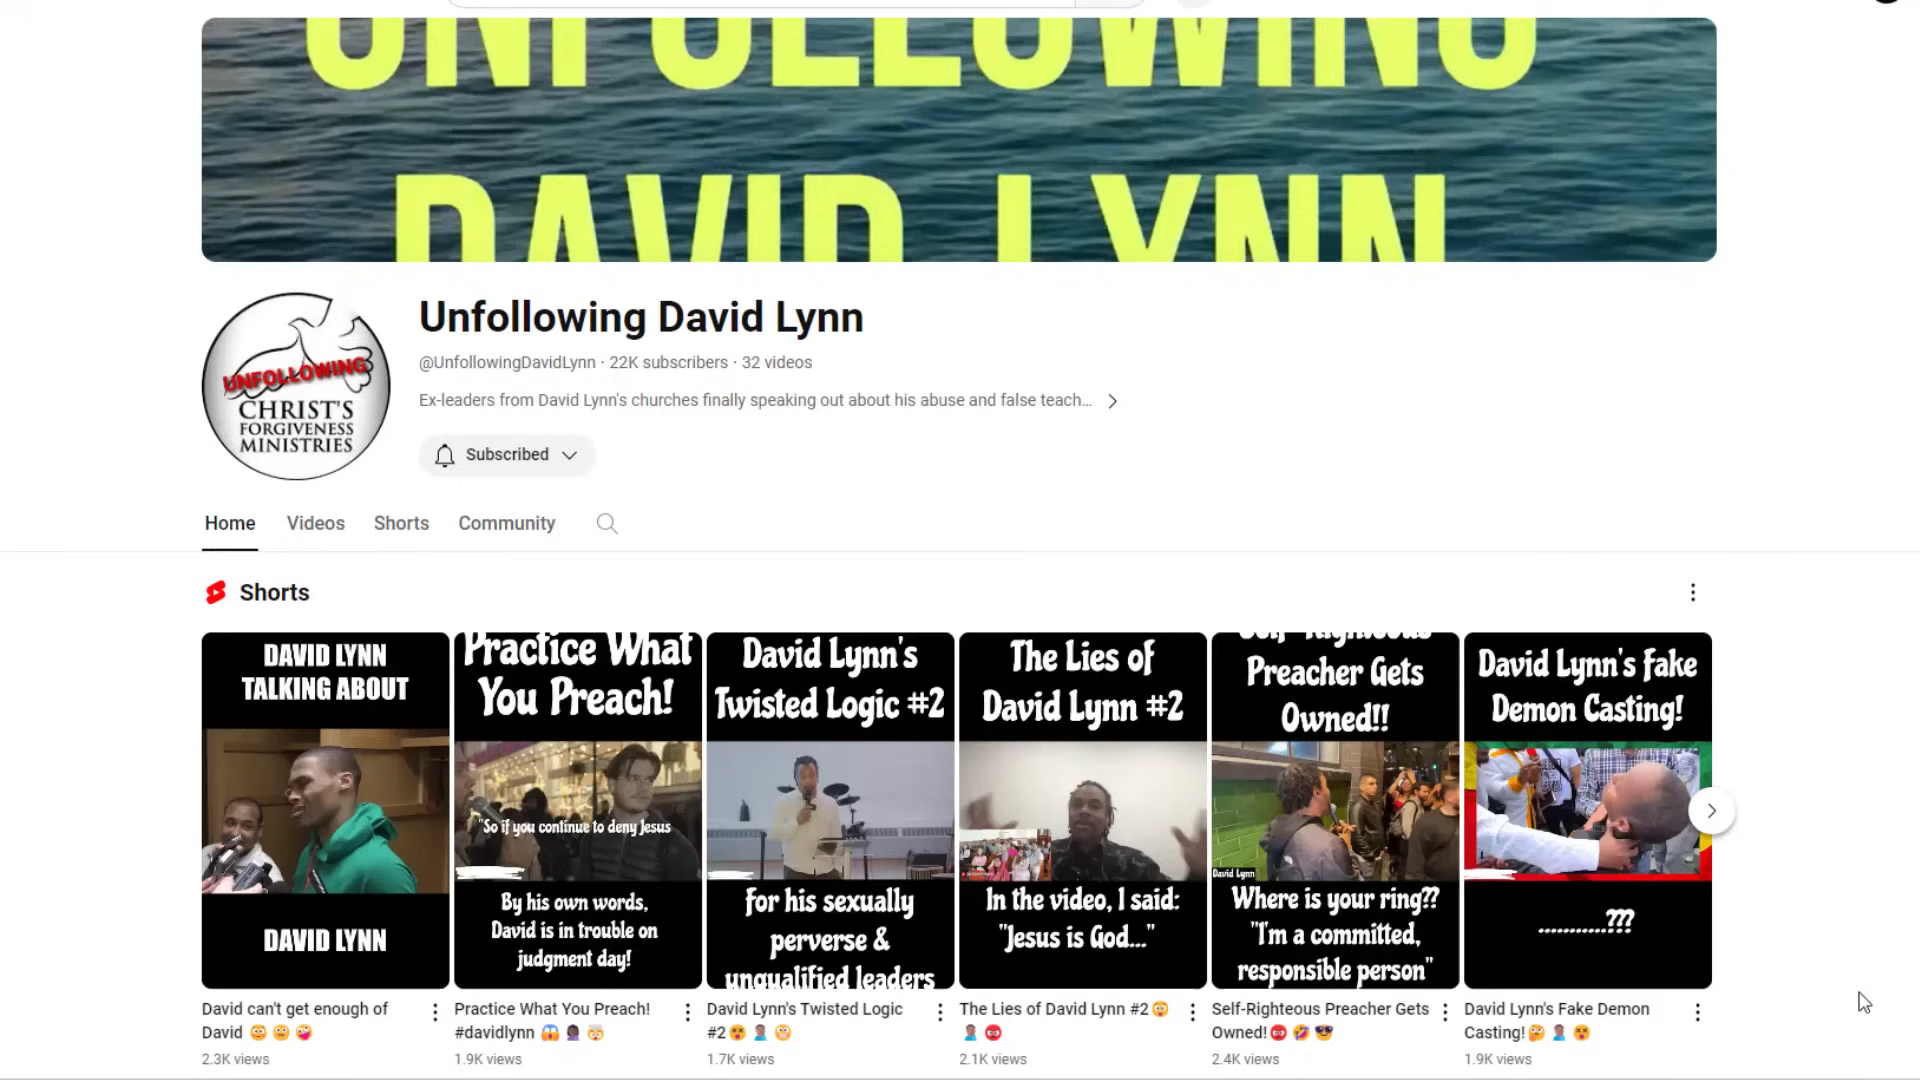 UNFOLLOWING
DAVID LYNN
UNFOLLOWING
CHRIST'S
FORGIVENESS
MINISTRIES
Unfollowing David Lynn
@UnfollowingDavidLynn · 22K subscribers · 32 videos
Ex-leaders from David Lynn's churches finally speaking out about his abuse and false teach...
Subscribed
Home Videos Shorts Community
Shorts
DAVID LYNN
TALKING ABOUT
DAVID LYNN
David can't get enough of
David 😳 😬 🤪
2.3K views
Practice What
You Preach!
"So if you continue to deny Jesus
By his own words,
David is in trouble on
judgment day!
Practice What You Preach!
#davidlynn 😱 🤦🏿 🤯
1.9K views
David Lynn's
Twisted Logic #2
for his sexually
perverse &
unqualified leaders
David Lynn's Twisted Logic
#2
1.7K views
The Lies of
David Lynn #2
In the video, I said:
"Jesus is God..."
The Lies of David Lynn #2
2.1K views
Self-Righteous
Preacher Gets
Owned!!
David Lynn
Where is your ring??
"I'm a committed,
responsible person"
Self-Righteous Preacher Gets
Owned! 😡 🤣 😎
2.4K views
David Lynn's Fake
Demon Casting!
...........???
David Lynn's Fake Demon
Casting!
1.9K views